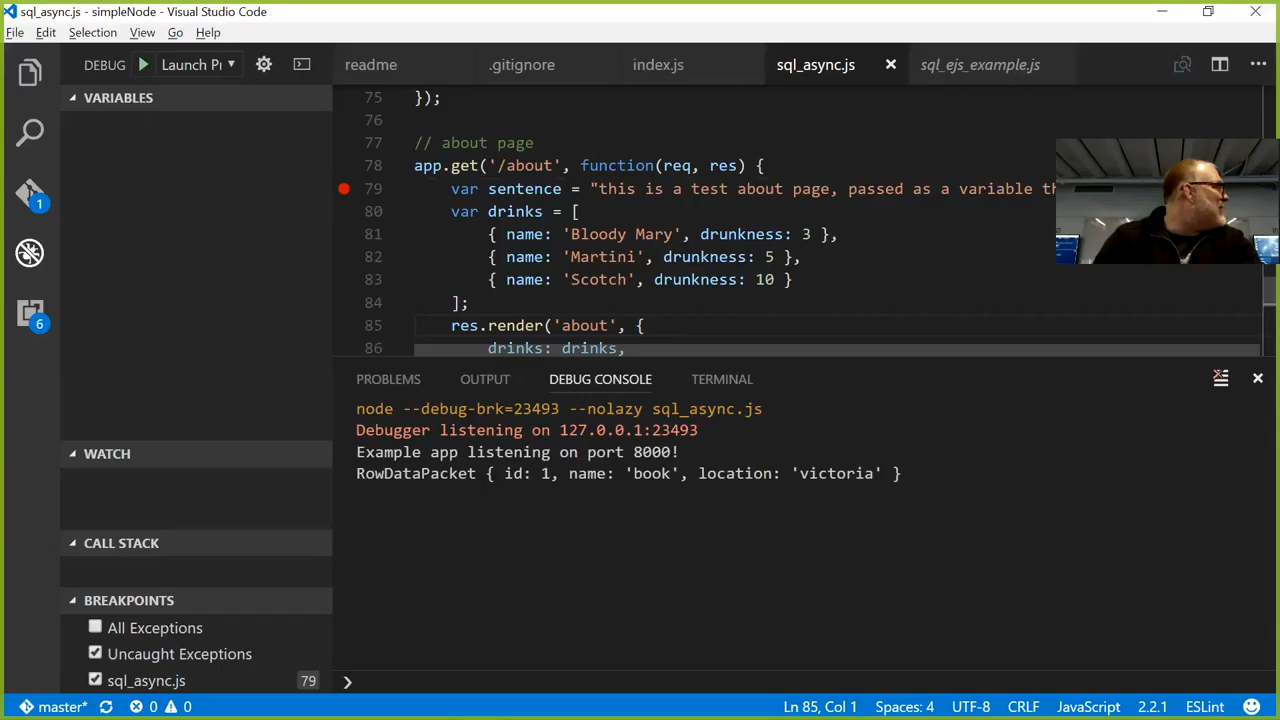 sql_async.js - simpleNode - Visual Studio Code
File Edit Selection View Go Help
DEBUG Launch Pr
readme .gitignore index.js sql_async.js sql_ejs_example.js
VARIABLES
75 });
76
77 // about page
78 app.get('/about', function(req, res) {
79 var sentence = "this is a test about page, passed as a variable th
80 var drinks = [
81 { name: 'Bloody Mary', drunkness: 3 },
82 { name: 'Martini', drunkness: 5 },
83 { name: 'Scotch', drunkness: 10 }
84 ];
85 res.render('about', {
86 drinks: drinks,
1
6
PROBLEMS OUTPUT DEBUG CONSOLE TERMINAL
node --debug-brk=23493 --nolazy sql_async.js
Debugger listening on 127.0.0.1:23493
Example app listening on port 8000!
RowDataPacket { id: 1, name: 'book', location: 'victoria' }
WATCH
CALL STACK
BREAKPOINTS
All Exceptions
Uncaught Exceptions
sql_async.js 79
master* 0 0 Ln 85, Col 1 Spaces: 4 UTF-8 CRLF JavaScript 2.2.1 ESLint